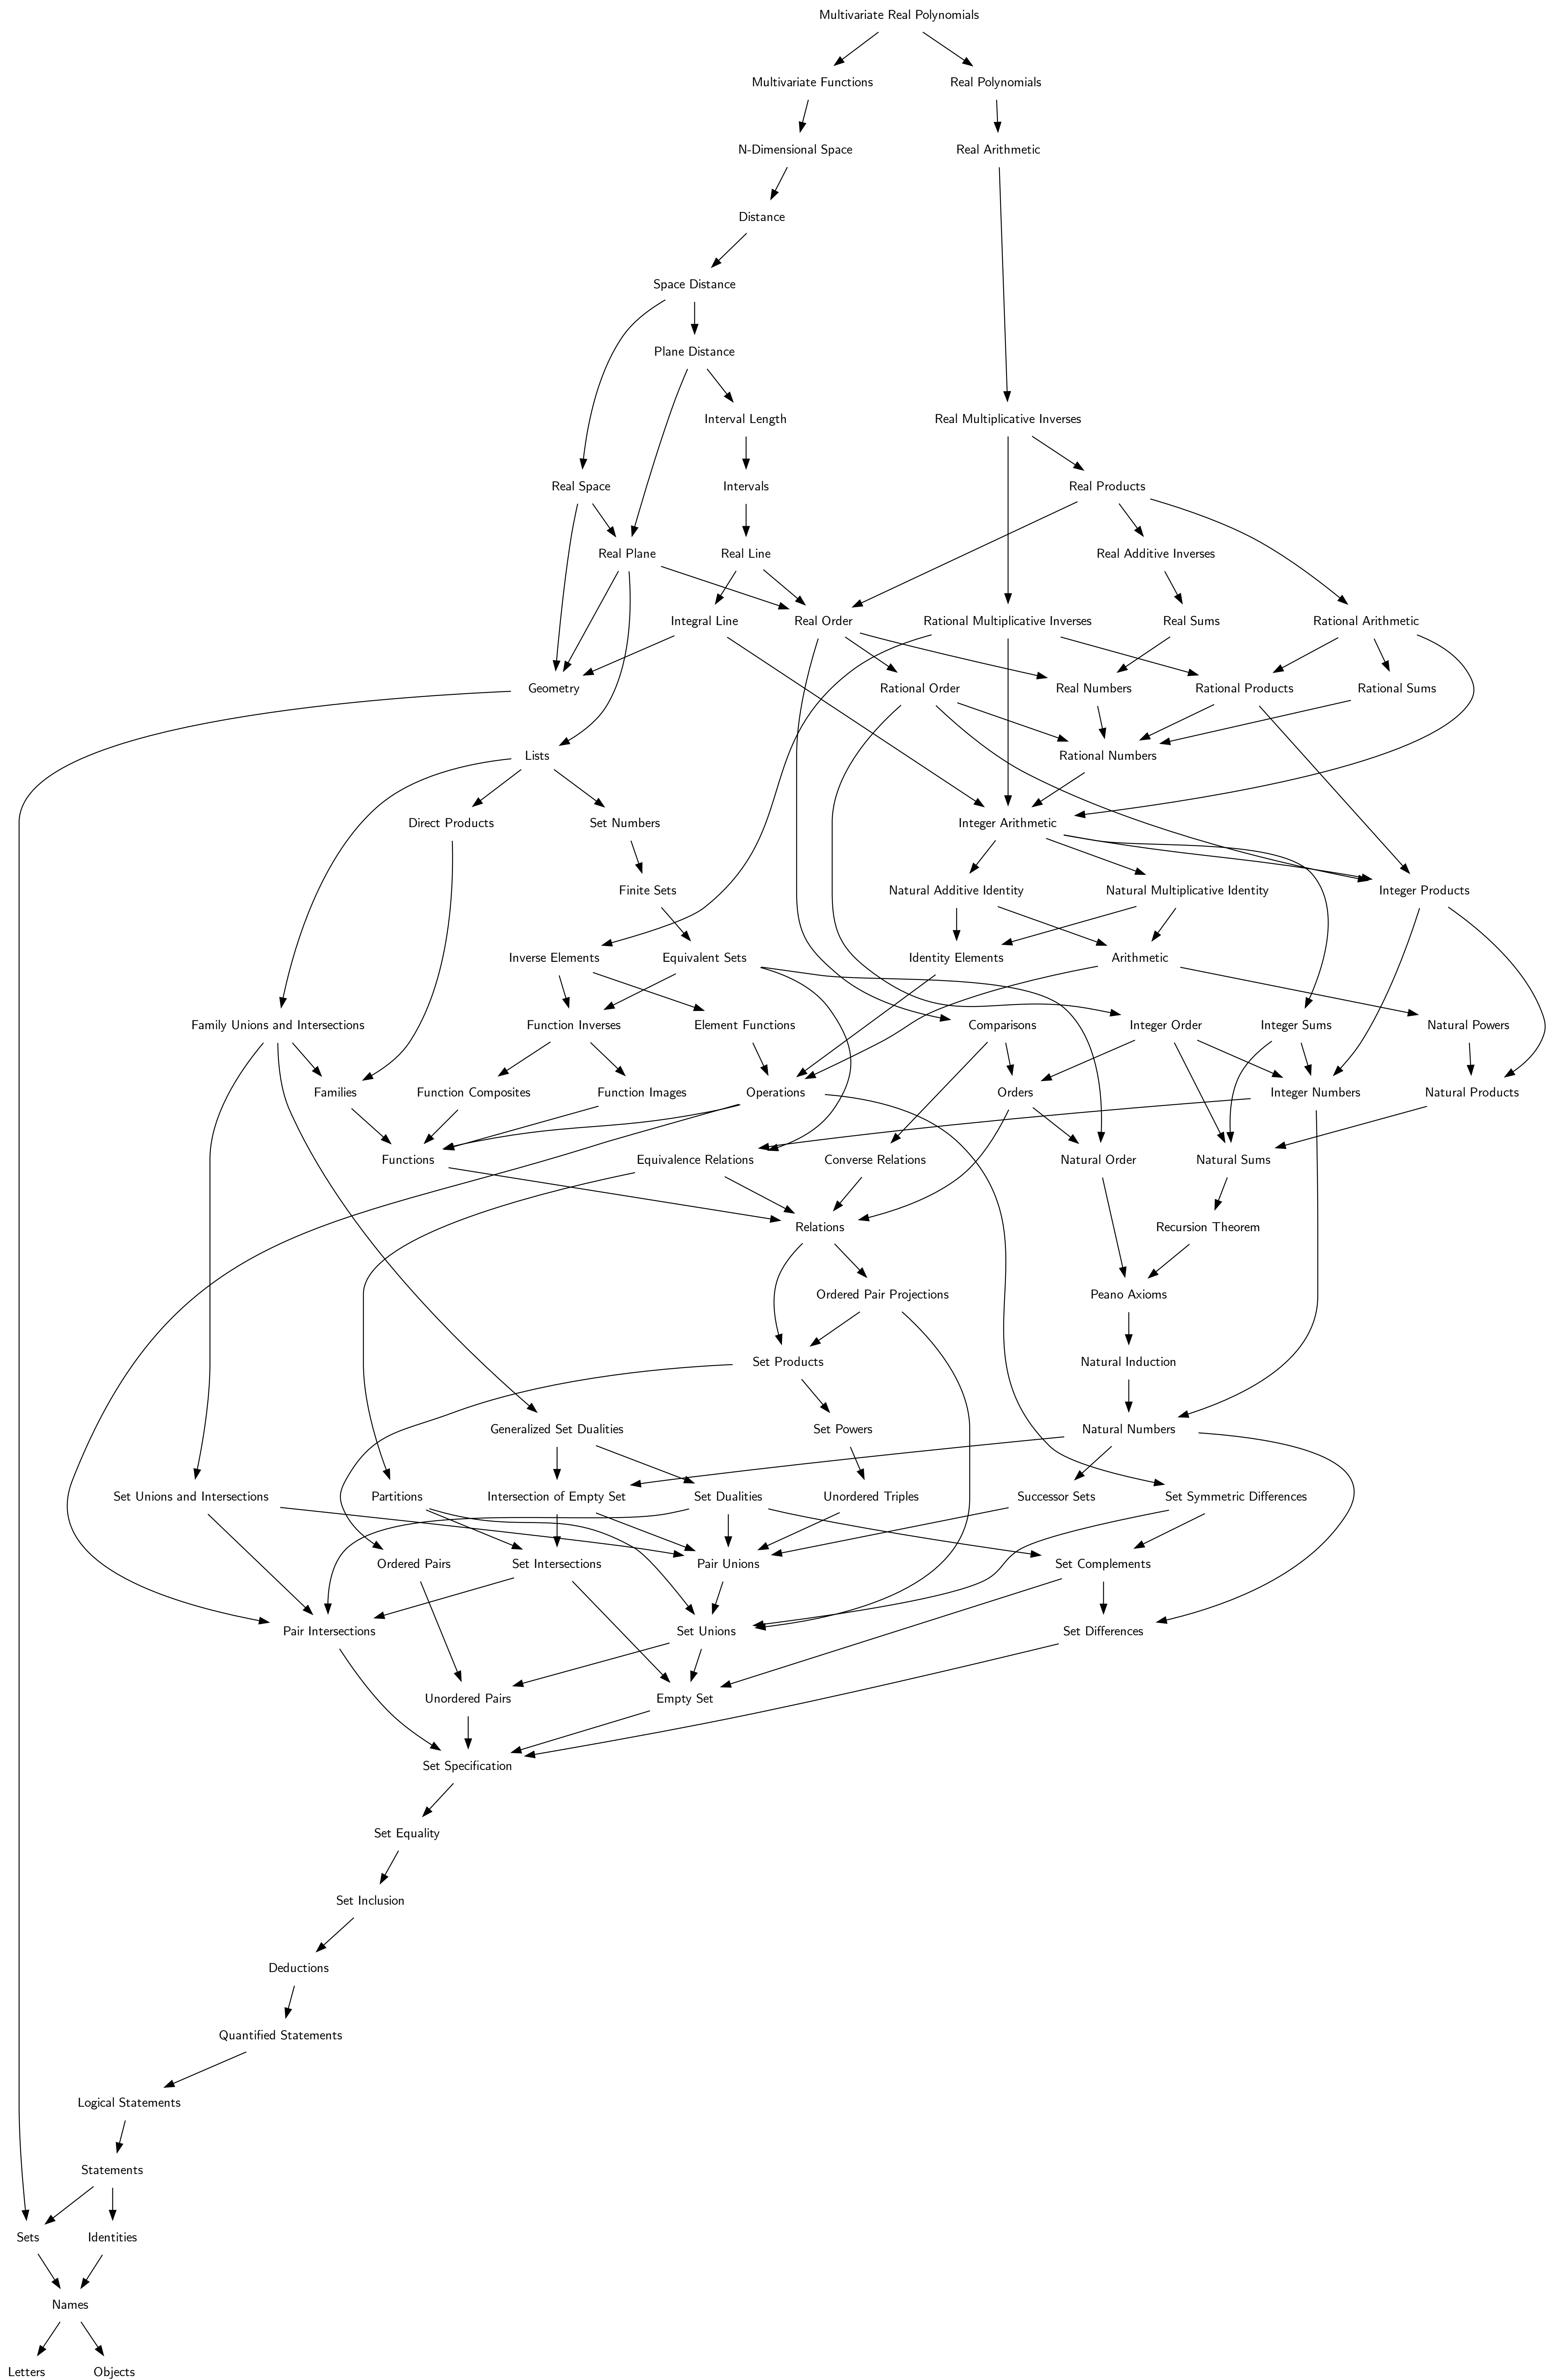 Multivariate Real Polynomials
Multivariate Functions
Real Polynomials
N-Dimensional Space
Real Arithmetic
Distance
Space Distance
Plane Distance
Interval Length
Real Multiplicative Inverses
Real Space
Intervals
Real Products
Real Plane
Real Line
Real Additive Inverses
Integral Line
Real Order
Rational Multiplicative Inverses
Real Sums
Rational Arithmetic
Geometry
Rational Order
Real Numbers
Rational Products
Rational Sums
Lists
Rational Numbers
Direct Products
Set Numbers
Integer Arithmetic
Finite Sets
Natural Additive Identity
Natural Multiplicative Identity
Integer Products
Inverse Elements
Equivalent Sets
Identity Elements
Arithmetic
Family Unions and Intersections
Function Inverses
Element Functions
Comparisons
Integer Order
Integer Sums
Natural Powers
Families
Function Composites
Function Images
Operations
Orders
Integer Numbers
Natural Products
Functions
Equivalence Relations
Converse Relations
Natural Order
Natural Sums
Relations
Recursion Theorem
Ordered Pair Projections
Peano Axioms
Set Products
Natural Induction
Generalized Set Dualities
Set Powers
Natural Numbers
Set Unions and Intersections
Partitions
Intersection of Empty Set
Set Dualities
Unordered Triples
Successor Sets
Set Symmetric Differences
Ordered Pairs
Set Intersections
Pair Unions
Set Complements
Pair Intersections
Set Unions
Set Differences
Unordered Pairs
Empty Set
Set Specification
Set Equality
Set Inclusion
Deductions
Quantified Statements
Logical Statements
Statements
Sets
Identities
Names
Letters
Objects